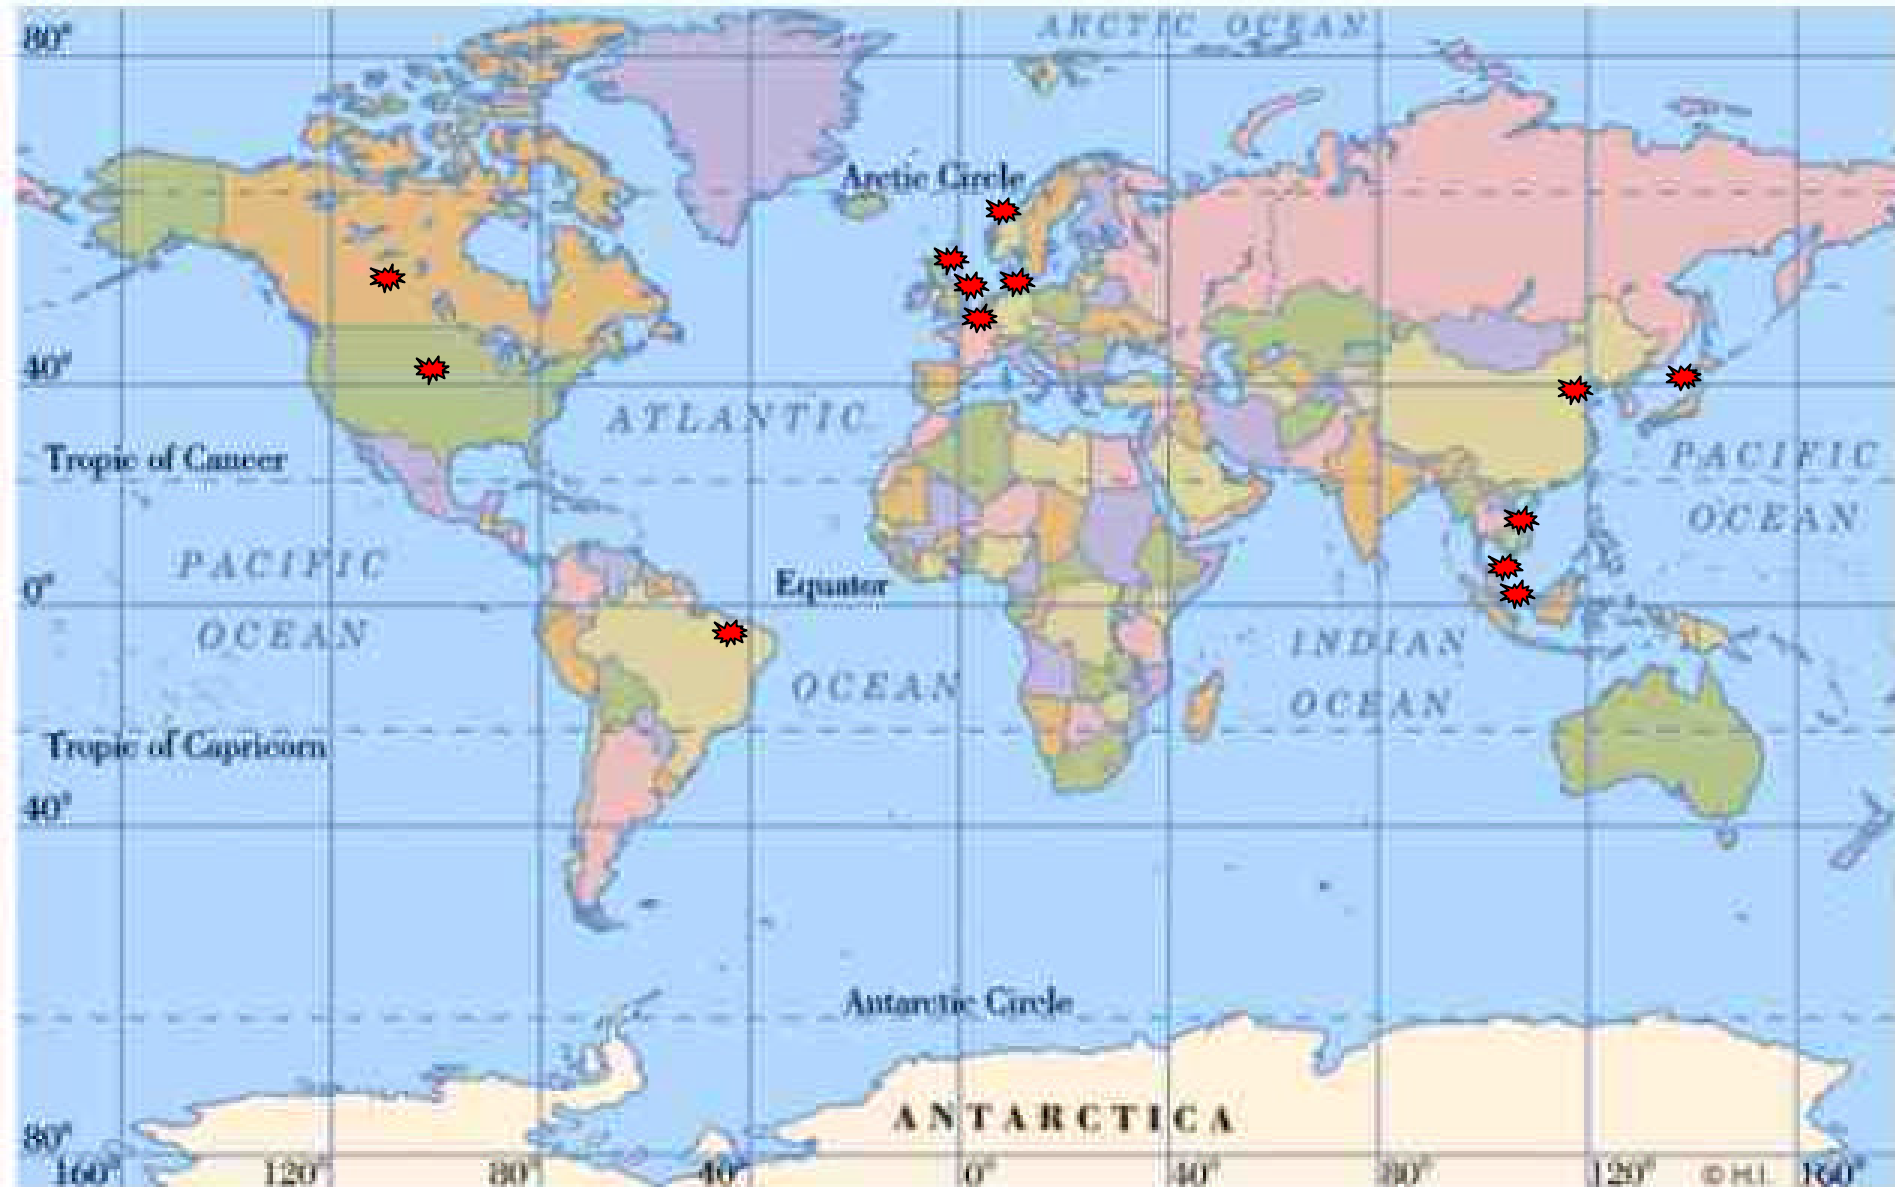 80°
ARCTIC OCEAN
Arctic Circle
40°
ATLANTIC
Tropic of Cancer
PACIFIC
OCEAN
PACIFIC
OCEAN
0°
Equator
INDIAN
OCEAN
OCEAN
Tropic of Capricorn
40°
Antarctic Circle
ANTARCTICA
80°
160° 120° 80° 40° 0° 40° 80° 120° © H.I. 160°